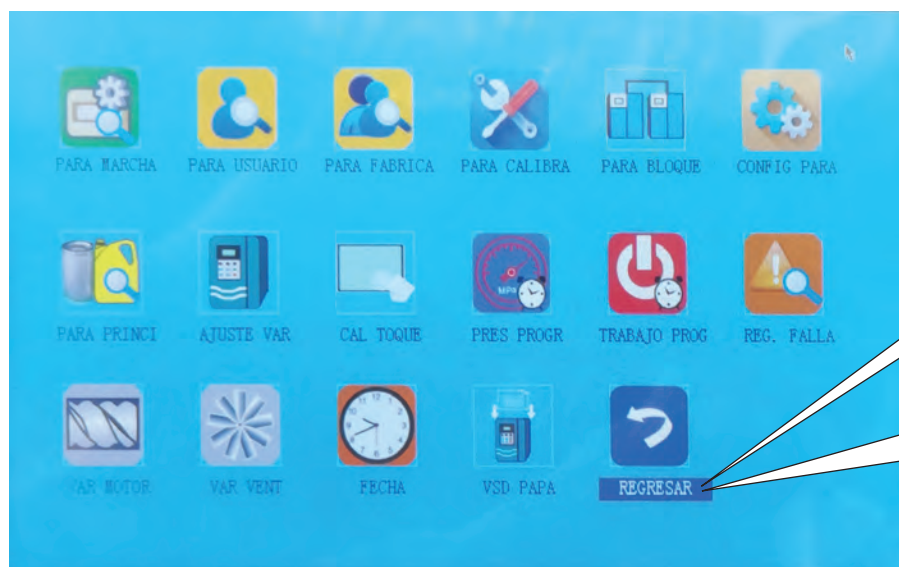 PARA MARCHA PARA USUARIO PARA FABRICA PARA CALIBRA PARA BLOQUE CONFIG PARA
MPa
PARA PRINCI AJUSTE VAR CAL TOQUE PRES PROGR TRABAJO PROG REG. FALLA
VAR MOTOR VAR VENT FECHA VSD PAPA REGRESAR